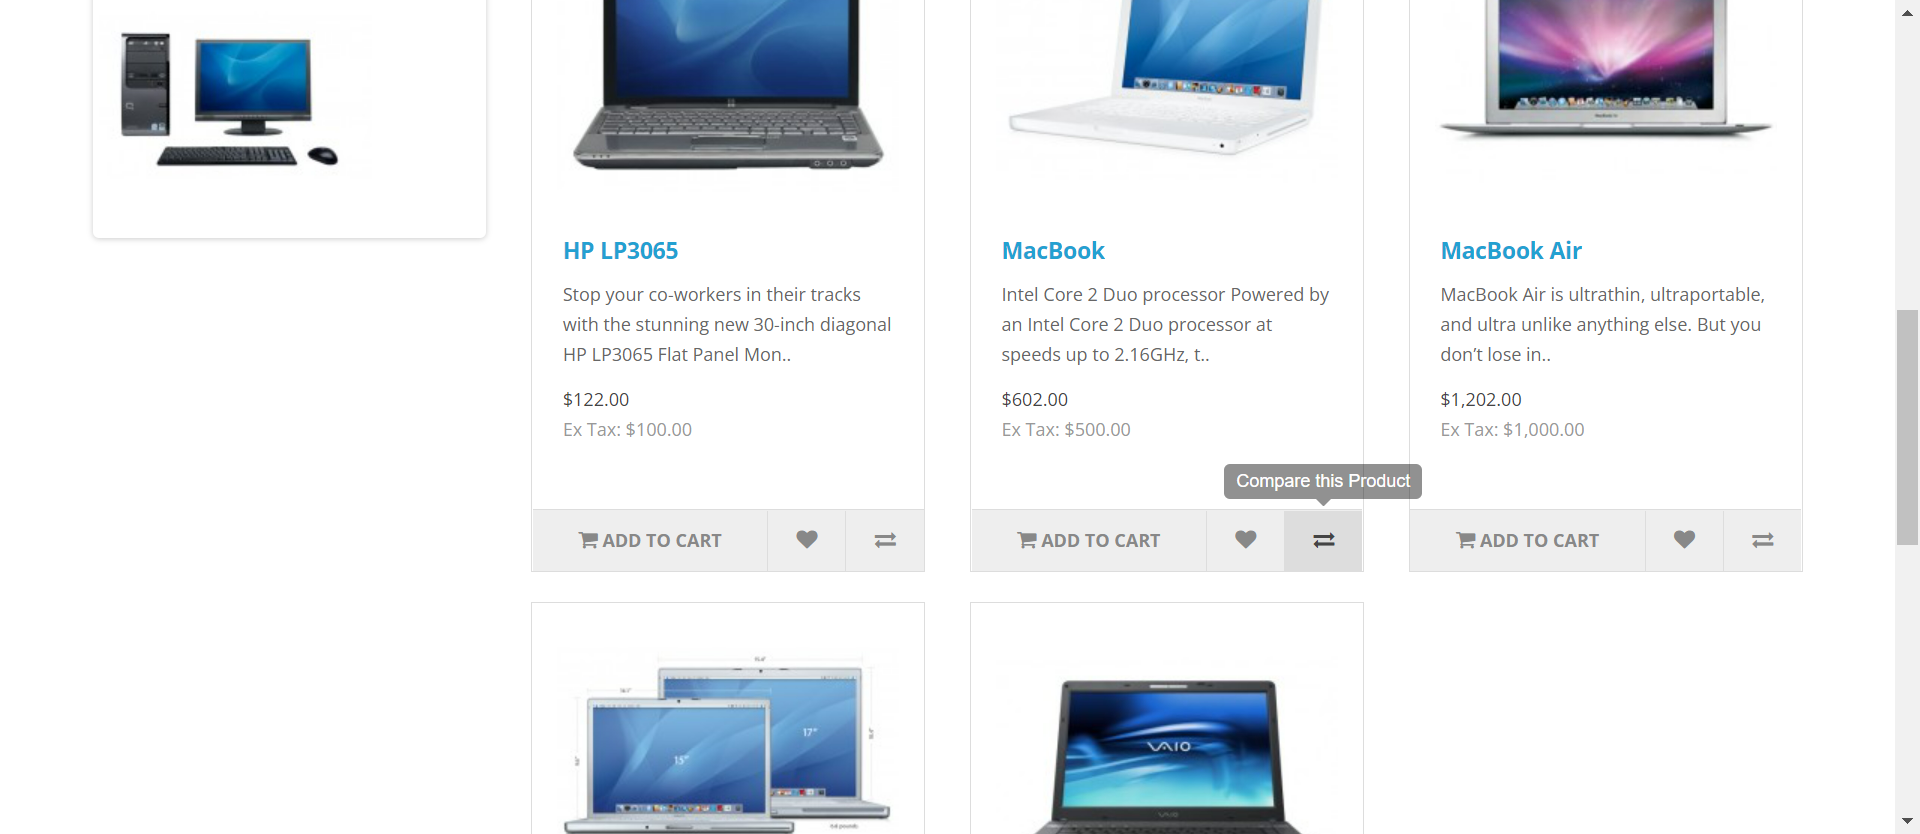 HP LP3065
Stop your co-workers in their tracks
with the stunning new 30-inch diagonal
HP LP3065 Flat Panel Mon..
$122.00
Ex Tax: $100.00
ADD TO CART
MacBook
Intel Core 2 Duo processor Powered by
an Intel Core 2 Duo processor at
speeds up to 2.16GHz, t..
$602.00
Ex Tax: $500.00
Compare this Product
ADD TO CART
MacBook Air
MacBook Air is ultrathin, ultraportable,
and ultra unlike anything else. But you
don’t lose in..
$1,202.00
Ex Tax: $1,000.00
ADD TO CART
17"
15"
VAIO